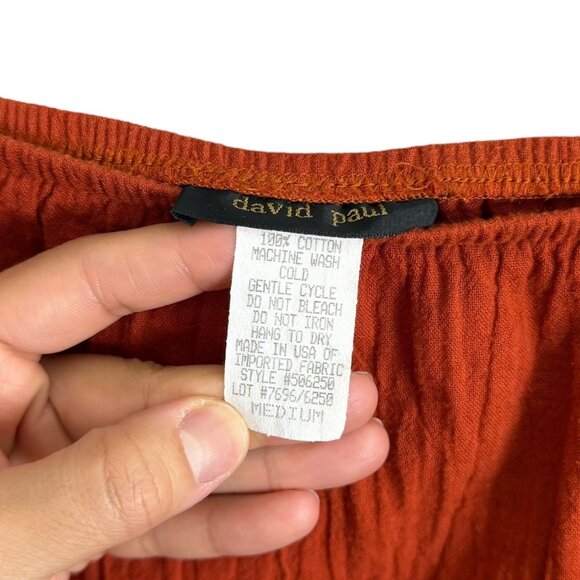 david paul
100% COTTON
MACHINE WASH
COLD
GENTLE CYCLE
DO NOT BLEACH
DO NOT IRON
HANG TO DRY
MADE IN USA OF
IMPORTED FABRIC
STYLE #506250
LOT #7696/6250
MEDIUM